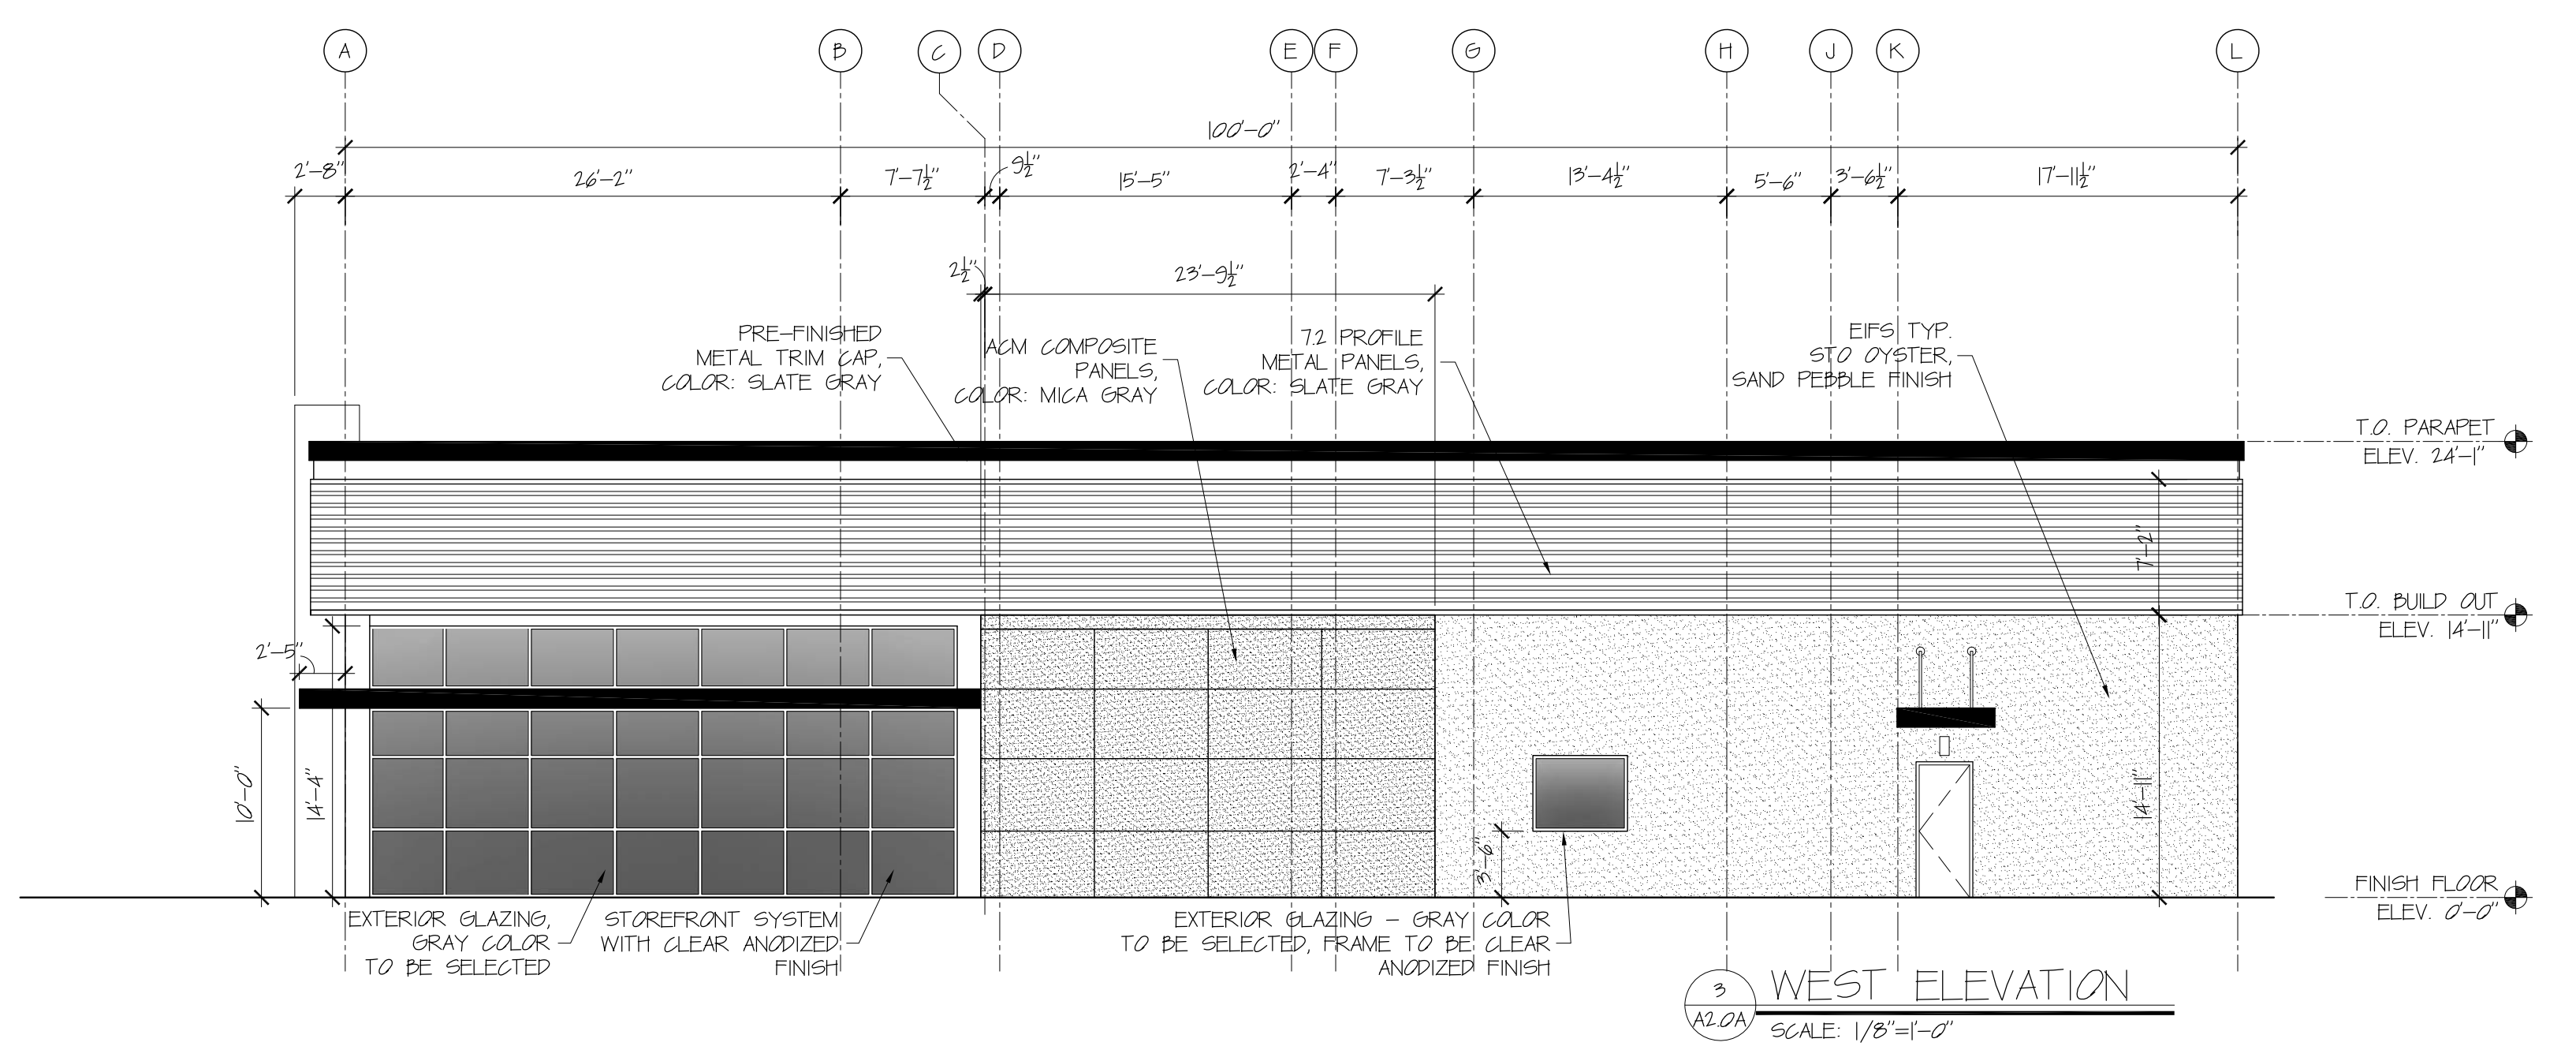 A B C D E F G H J K L
100'-0"
2'-8" 26'-2" 7'-7½" 9½" 15'-5" 2'-4" 7'-3½" 13'-4½" 5'-6" 3'-6½" 17'-11½"
2½" 23'-9½"
PRE-FINISHED
METAL TRIM CAP,
COLOR: SLATE GRAY
ACM COMPOSITE
PANELS,
COLOR: MICA GRAY
7.2 PROFILE
METAL PANELS,
COLOR: SLATE GRAY
EIFS TYP.
STO OYSTER,
SAND PEBBLE FINISH
T.O. PARAPET
ELEV. 24'-1"
7'-2"
T.O. BUILD OUT
ELEV. 14'-11"
2'-5"
10'-0"
14'-4"
3'-6"
14'-11"
FINISH FLOOR
ELEV. 0'-0"
EXTERIOR GLAZING,
GRAY COLOR
TO BE SELECTED
STOREFRONT SYSTEM
WITH CLEAR ANODIZED
FINISH
EXTERIOR GLAZING - GRAY COLOR
TO BE SELECTED, FRAME TO BE CLEAR
ANODIZED FINISH
3
A2.0A
WEST ELEVATION
SCALE: 1/8"=1'-0"